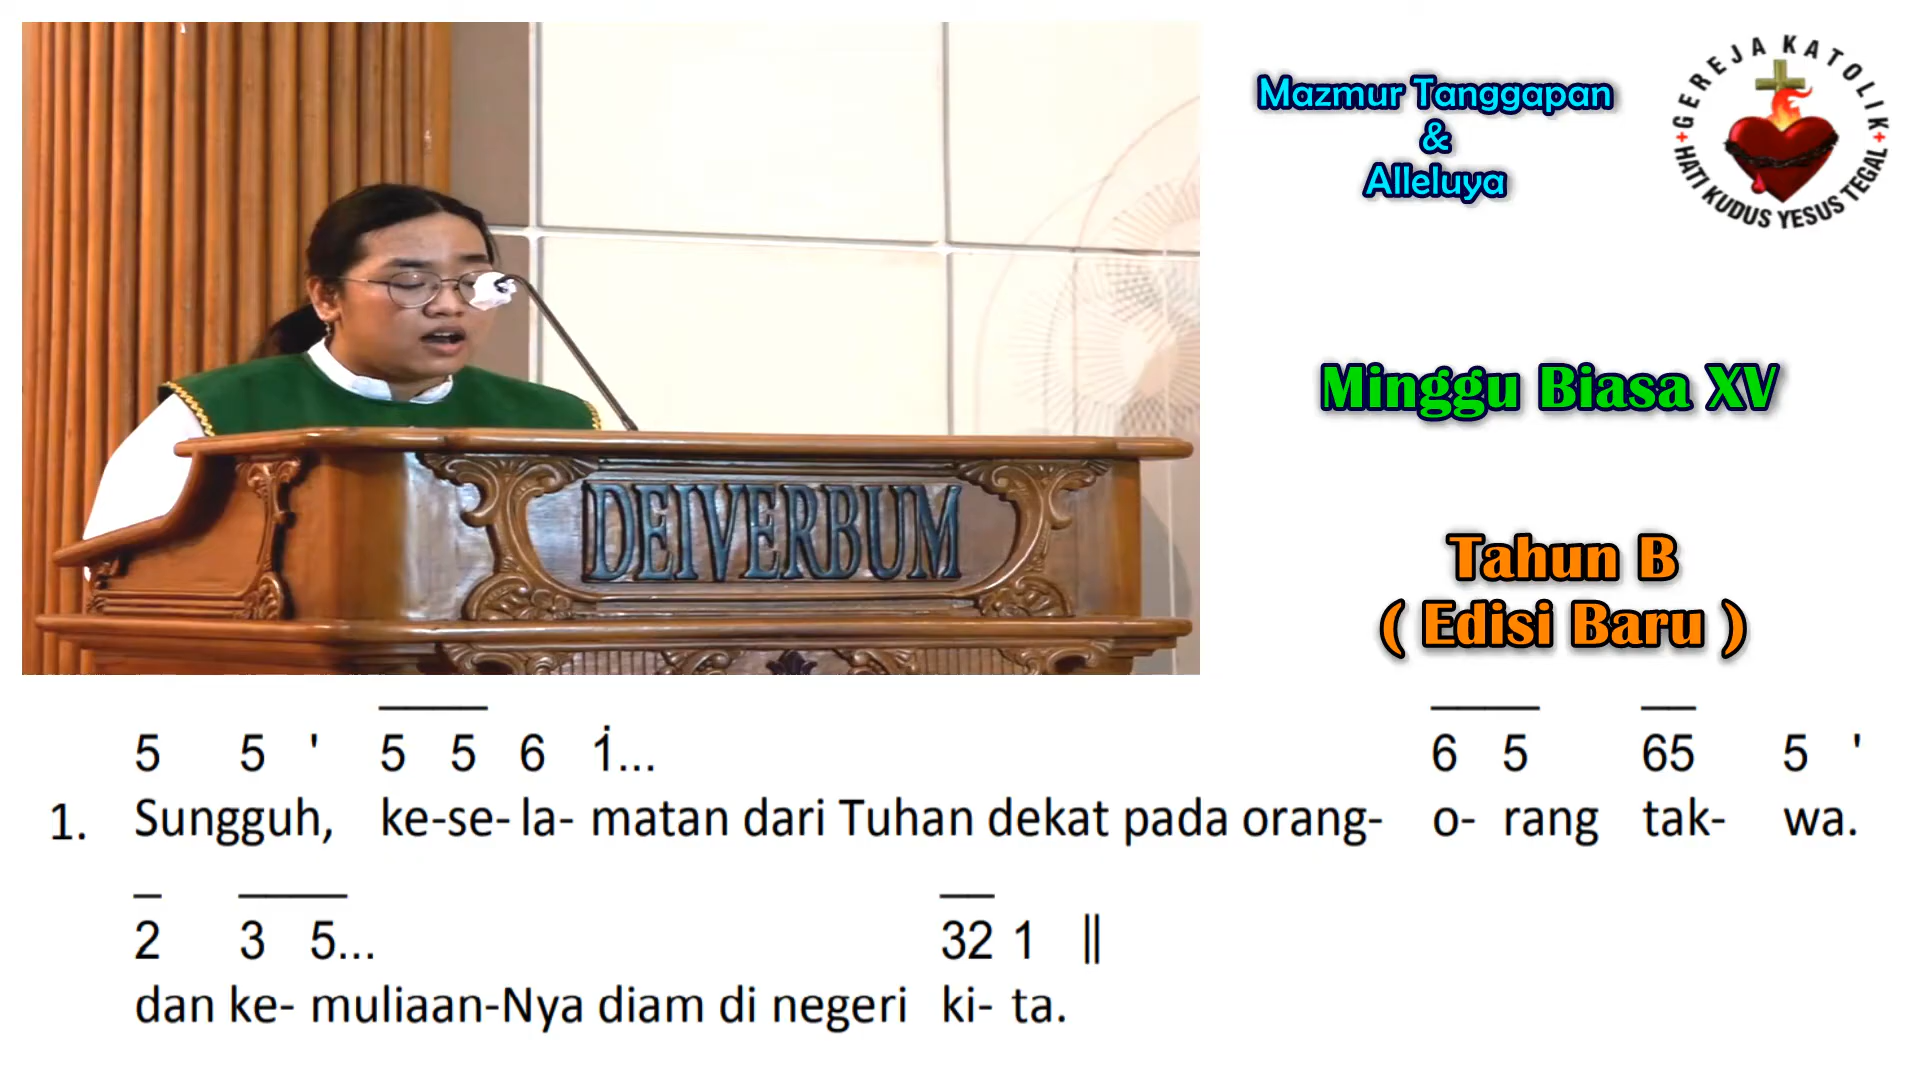 Mazmur Tanggapan
&
Alleluya
GEREJA KATOLIK
HATI KUDUS YESUS TEGAL
Minggu Biasa XV
Tahun B
( Edisi Baru )
DEIVERBUM
5 5 ' 5 5 6 1̇... 6 5 65 5 '
1. Sungguh, ke-se-la- matan dari Tuhan dekat pada orang- o- rang tak- wa.
2 3 5... 32 1 ‖
dan ke- muliaan-Nya diam di negeri ki- ta.